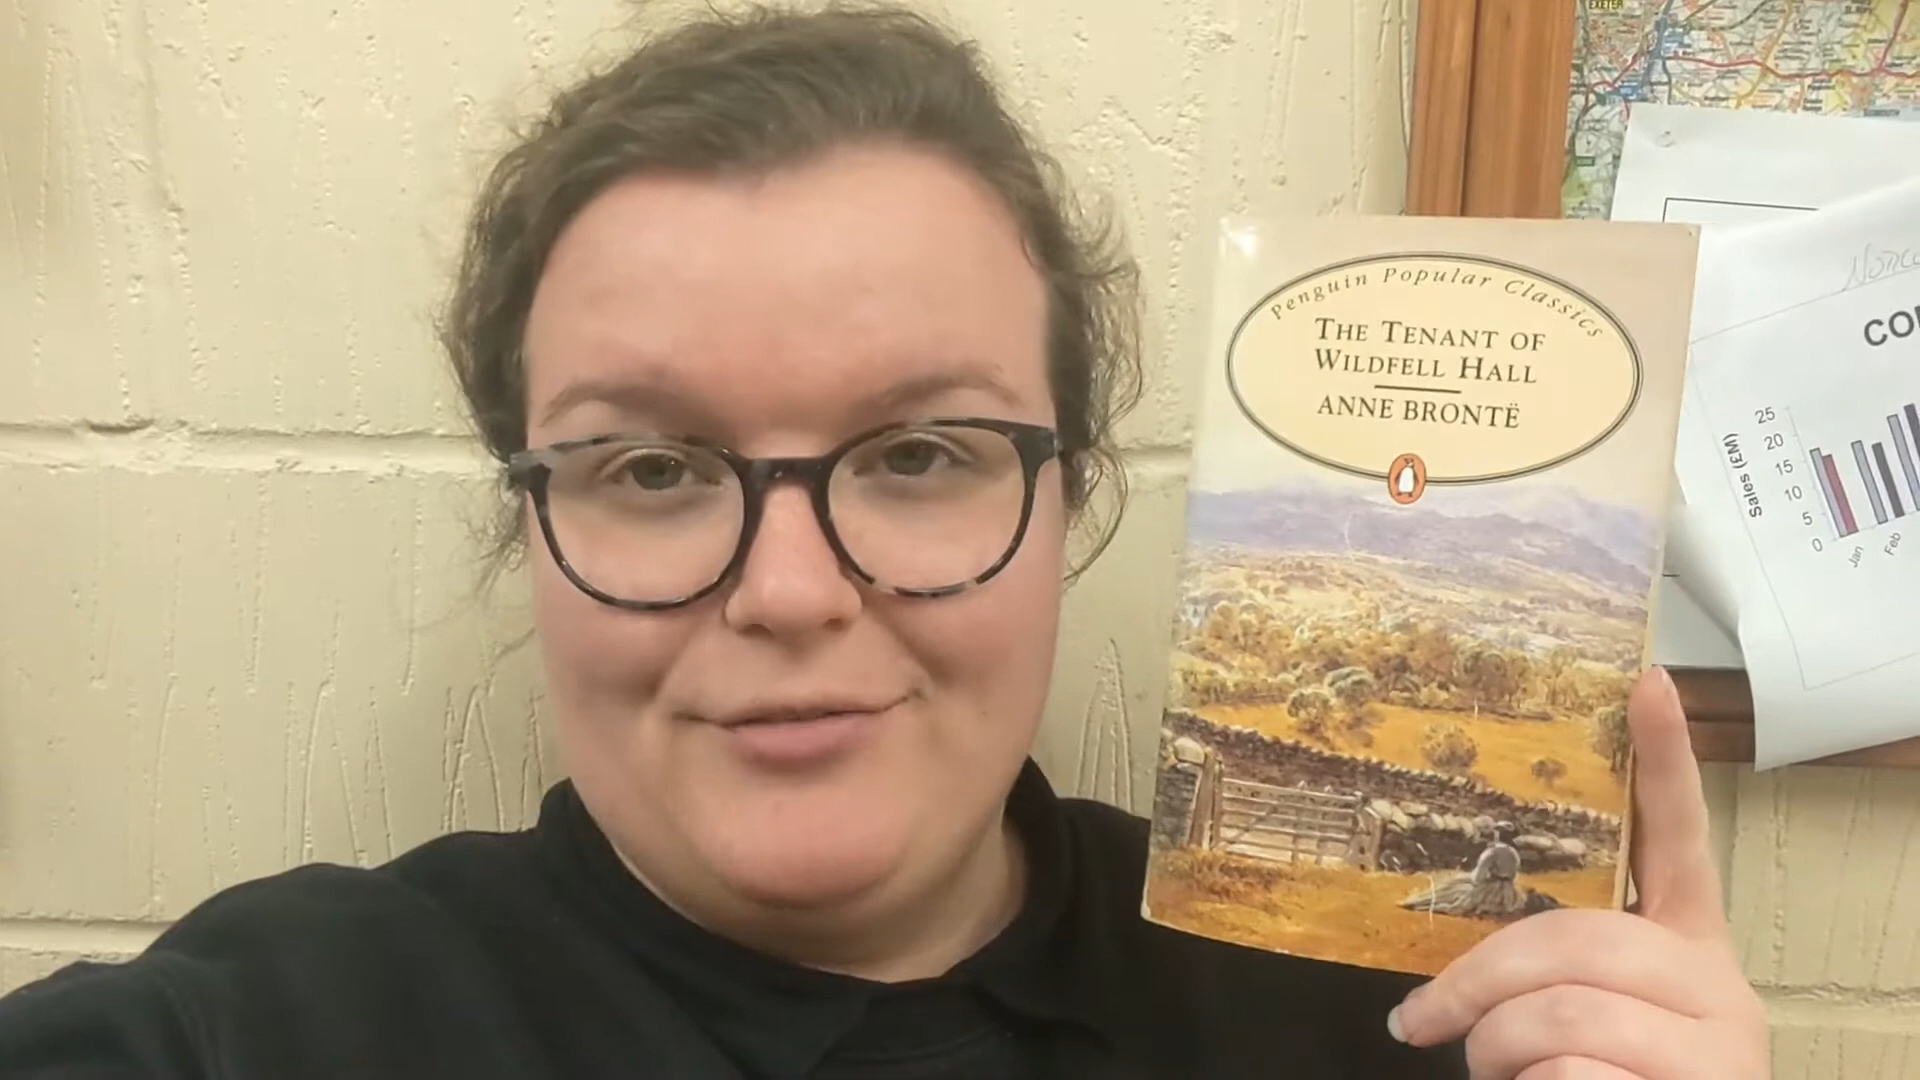 Penguin Popular Classics
THE TENANT OF
WILDFELL HALL
ANNE BRONTË
EXETER
25
20
15
10
5
0
Sales (£M)
Jan
Feb